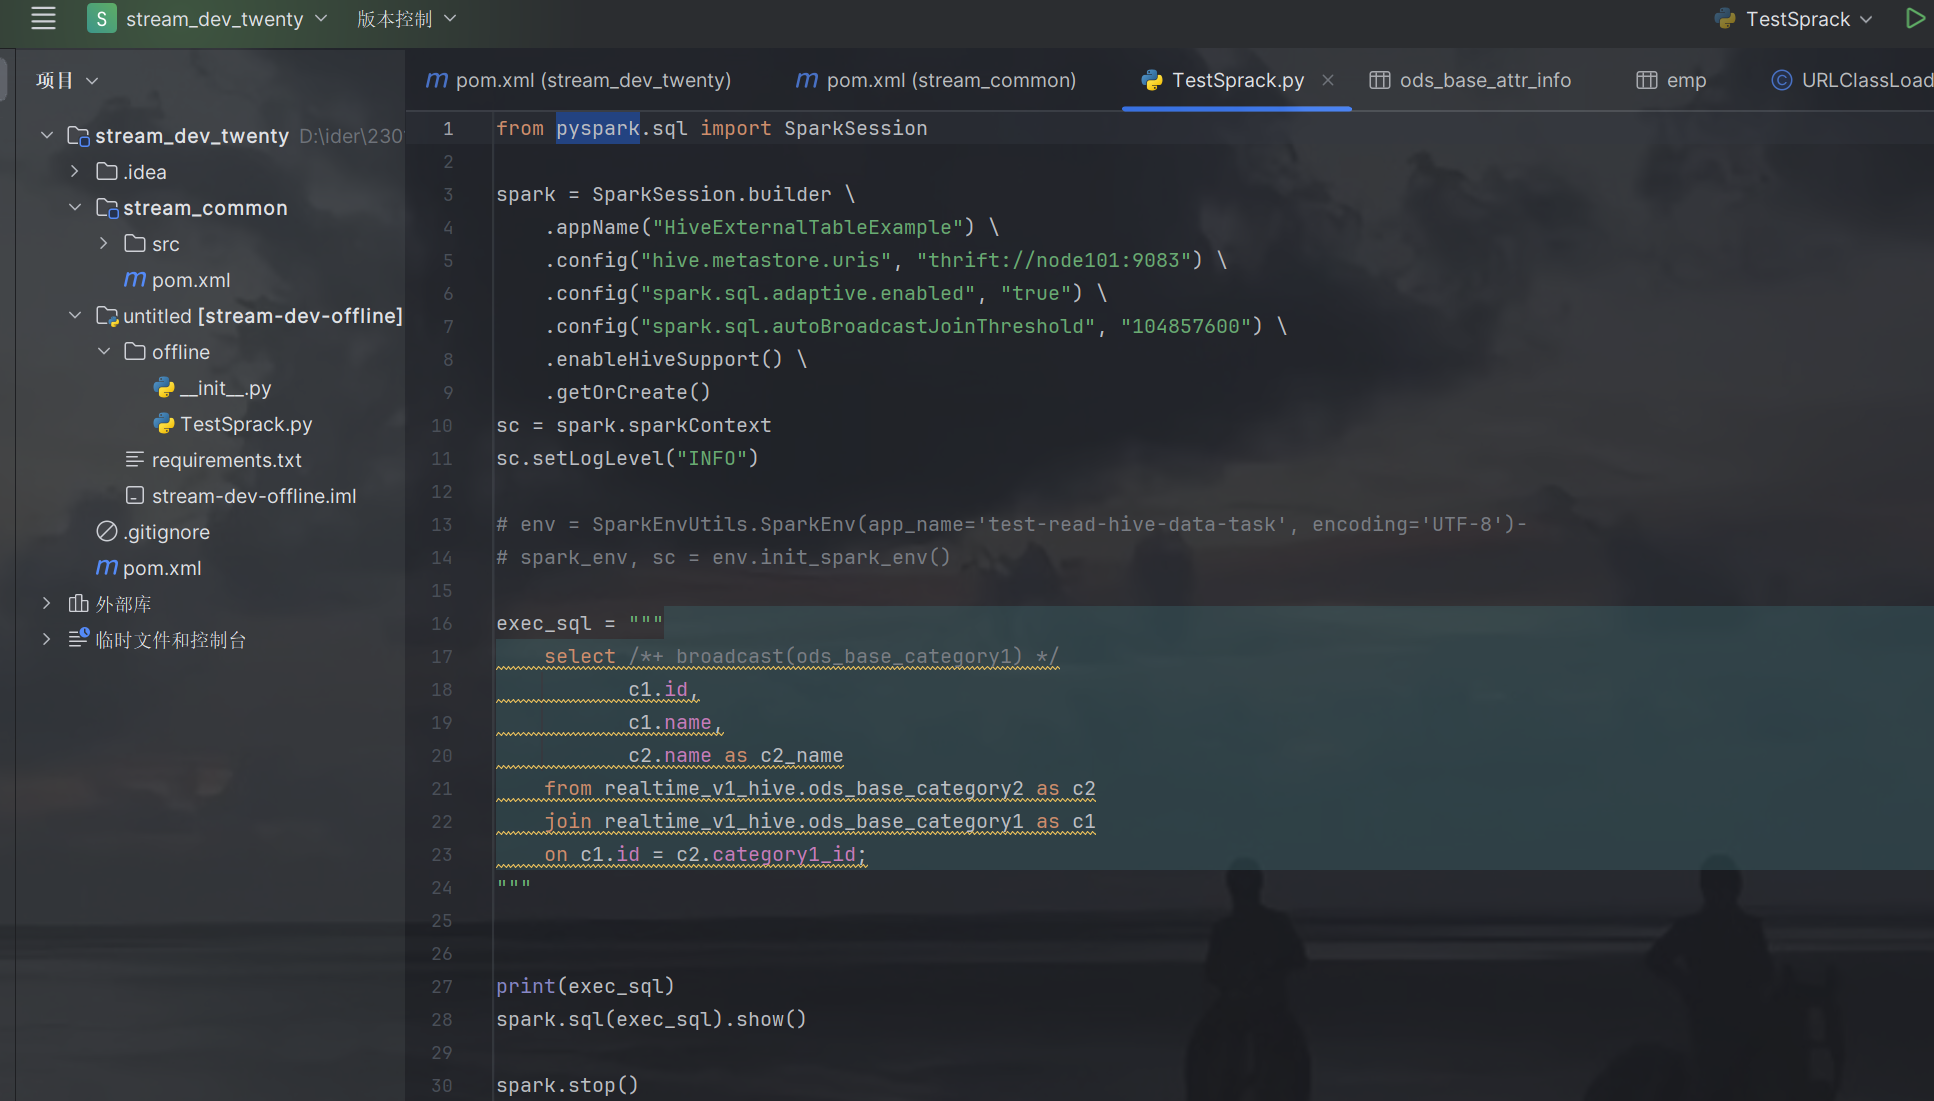 S stream_dev_twenty 版本控制 TestSprack
项目
pom.xml (stream_dev_twenty) pom.xml (stream_common) TestSprack.py ods_base_attr_info emp URLClassLoad
stream_dev_twenty D:\ider\230
.idea
stream_common
src
pom.xml
untitled [stream-dev-offline]
offline
__init__.py
TestSprack.py
requirements.txt
stream-dev-offline.iml
.gitignore
pom.xml
外部库
临时文件和控制台
1 from pyspark.sql import SparkSession
2
3 spark = SparkSession.builder \
4 .appName("HiveExternalTableExample") \
5 .config("hive.metastore.uris", "thrift://node101:9083") \
6 .config("spark.sql.adaptive.enabled", "true") \
7 .config("spark.sql.autoBroadcastJoinThreshold", "104857600") \
8 .enableHiveSupport() \
9 .getOrCreate()
10 sc = spark.sparkContext
11 sc.setLogLevel("INFO")
12
13 # env = SparkEnvUtils.SparkEnv(app_name='test-read-hive-data-task', encoding='UTF-8')-
14 # spark_env, sc = env.init_spark_env()
15
16 exec_sql = """
17 select /*+ broadcast(ods_base_category1) */
18 c1.id,
19 c1.name,
20 c2.name as c2_name
21 from realtime_v1_hive.ods_base_category2 as c2
22 join realtime_v1_hive.ods_base_category1 as c1
23 on c1.id = c2.category1_id;
24 """
25
26
27 print(exec_sql)
28 spark.sql(exec_sql).show()
29
30 spark.stop()